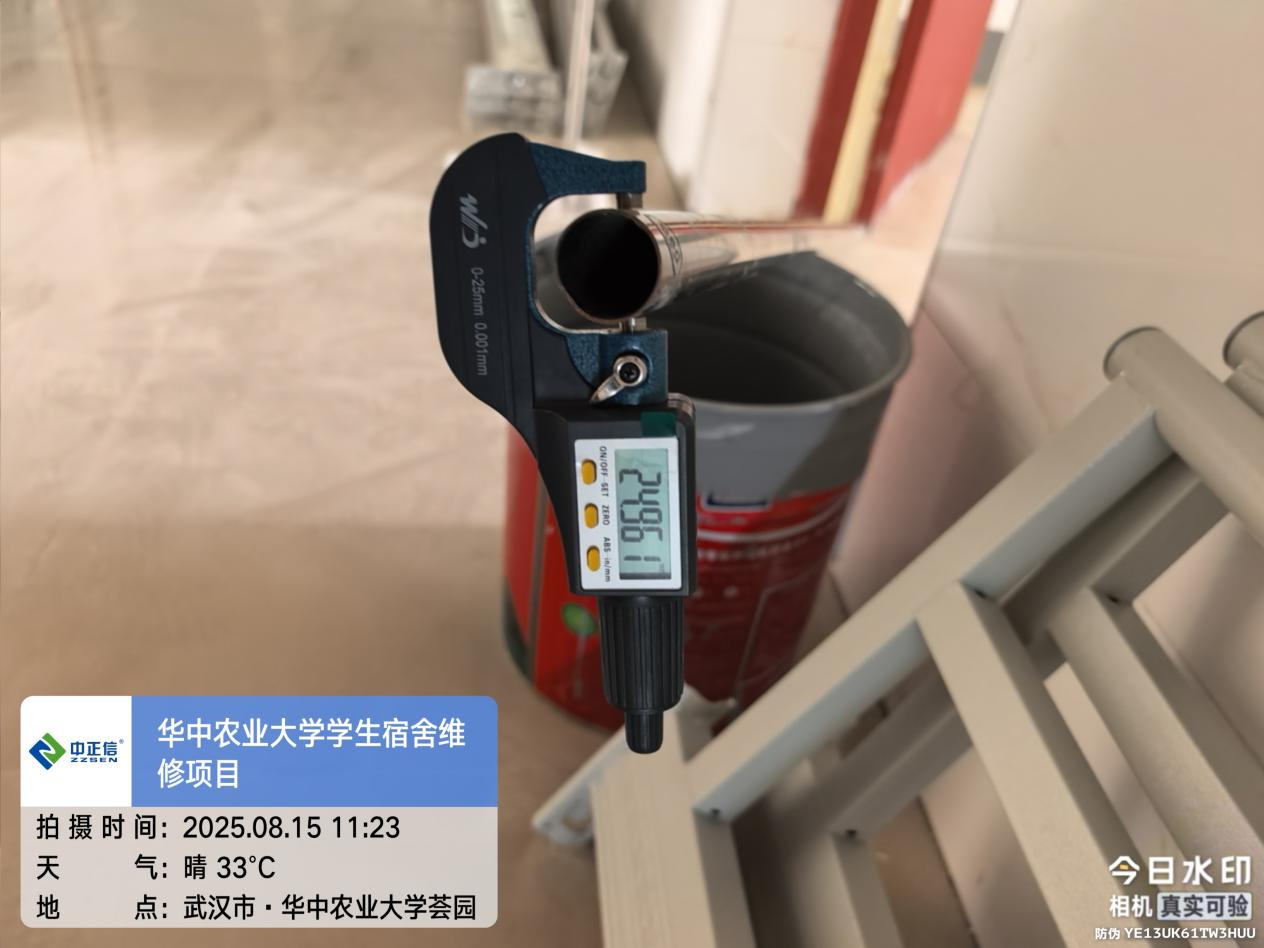 0-25mm 0.001mm
ON/OFF·SET ZERO ABS·in/mm
24.961
中正信
ZZSEN
华中农业大学学生宿舍维
修项目
拍摄时间：2025.08.15 11:23
天气：晴 33°C
地点：武汉市·华中农业大学荟园
今日水印
相机 真实可验
防伪 YE13UK61TW3HUU